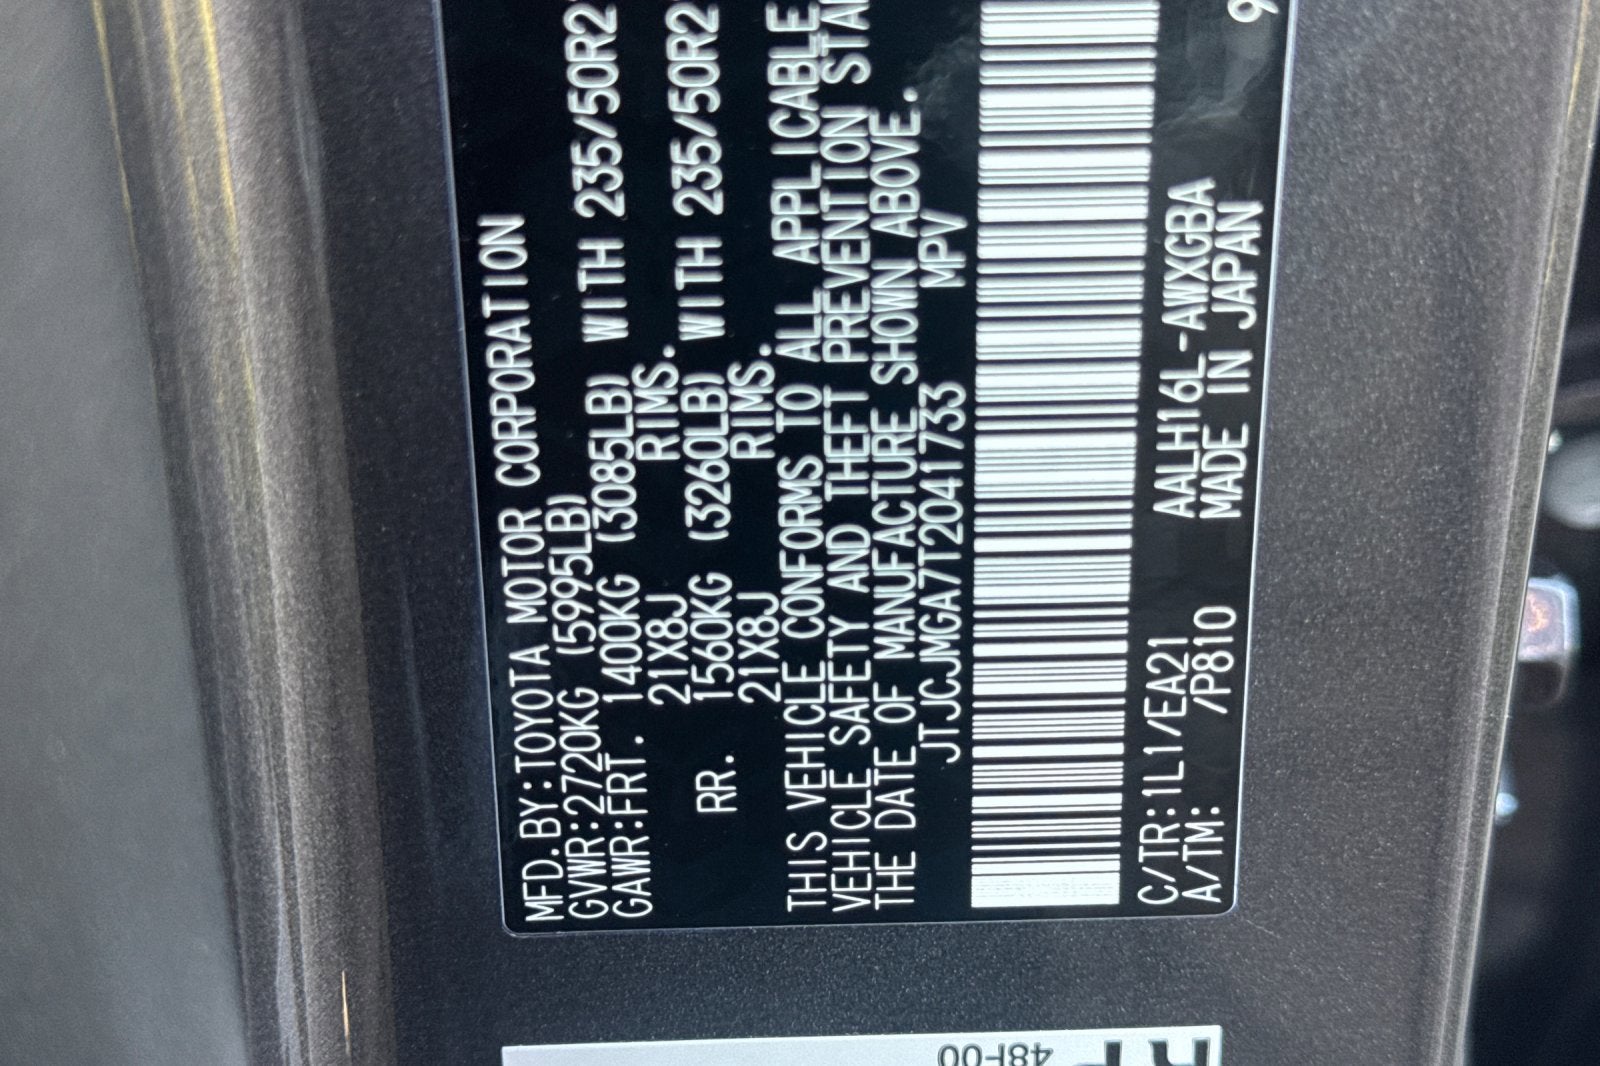 MFD.BY:TOYOTA MOTOR CORPORATION
GVWR:2720KG (5995LB)
GAWR:FRT. 1400KG (3085LB) WITH 235/50R2
21X8J RIMS.
RR. 1560KG (3260LB) WITH 235/50R2
21X8J RIMS.
THIS VEHICLE CONFORMS TO ALL APPLICABLE
VEHICLE SAFETY AND THEFT PREVENTION STA
THE DATE OF MANUFACTURE SHOWN ABOVE.
JTJCJMGA7T2041733 MPV
C/TR:1L1/EA21 AALH16L-AWXGBA
A/TM: /P810 MADE IN JAPAN
9
48F00